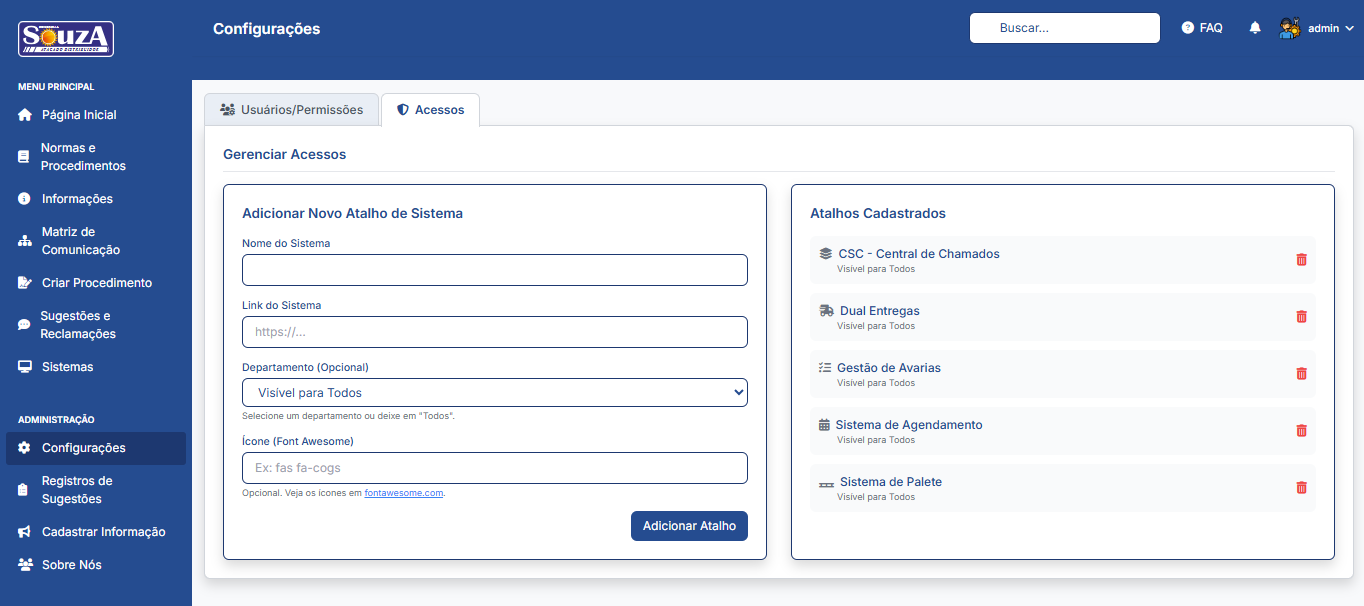 SouzA
ATACADO DISTRIBUIDOR
Configurações
Buscar...
FAQ
admin
MENU PRINCIPAL
Página Inicial
Normas e
Procedimentos
Informações
Matriz de
Comunicação
Criar Procedimento
Sugestões e
Reclamações
Sistemas
ADMINISTRAÇÃO
Configurações
Registros de
Sugestões
Cadastrar Informação
Sobre Nós
Usuários/Permissões
Acessos
Gerenciar Acessos
Adicionar Novo Atalho de Sistema
Nome do Sistema
Link do Sistema
https://...
Departamento (Opcional)
Visível para Todos
Selecione um departamento ou deixe em "Todos".
Ícone (Font Awesome)
Ex: fas fa-cogs
Opcional. Veja os ícones em fontawesome.com.
Adicionar Atalho
Atalhos Cadastrados
CSC - Central de Chamados
Visível para Todos
Dual Entregas
Visível para Todos
Gestão de Avarias
Visível para Todos
Sistema de Agendamento
Visível para Todos
Sistema de Palete
Visível para Todos